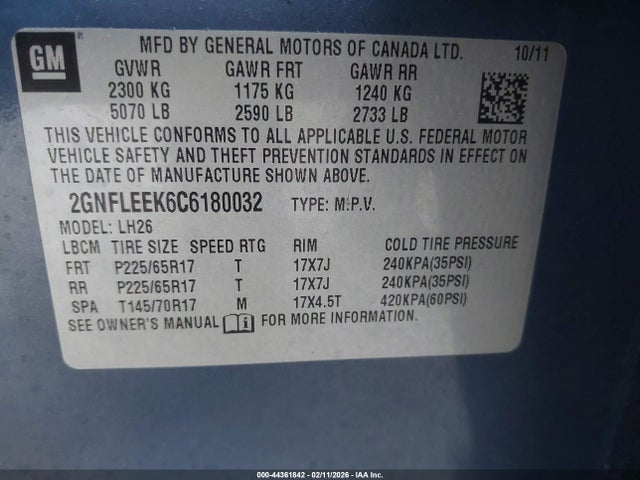 GM
MFD BY GENERAL MOTORS OF CANADA LTD. 10/11
GVWR GAWR FRT GAWR RR
2300 KG 1175 KG 1240 KG
5070 LB 2590 LB 2733 LB
THIS VEHICLE CONFORMS TO ALL APPLICABLE U.S. FEDERAL MOTOR
VEHICLE SAFETY AND THEFT PREVENTION STANDARDS IN EFFECT ON
THE DATE OF MANUFACTURE SHOWN ABOVE.
2GNFLEEK6C6180032 TYPE: M.P.V.
MODEL: LH26
LBCM TIRE SIZE SPEED RTG RIM COLD TIRE PRESSURE
FRT P225/65R17 T 17X7J 240KPA(35PSI)
RR P225/65R17 T 17X7J 240KPA(35PSI)
SPA T145/70R17 M 17X4.5T 420KPA(60PSI)
SEE OWNER'S MANUAL FOR MORE INFORMATION.
000-44361842 - 02/11/2026 - IAA Inc.